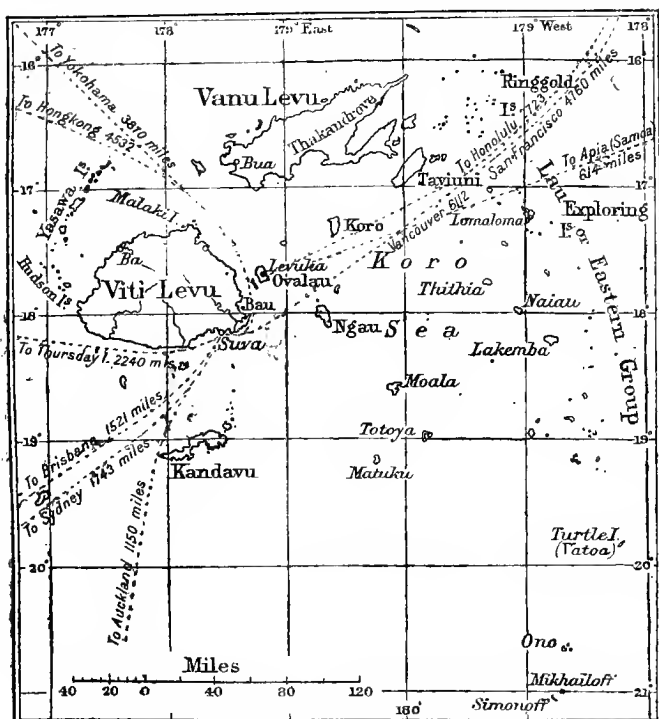 177° 178° 179° East 179° West 178°
16°
16°
To Yokohama 3870 miles
To Hongkong 4532
Vanu Levu
Thakandrove
Bua
Ringgold
Is
To Honolulu 2723
San Francisco 4760 miles
To Apia (Samoa)
614 miles
Taviuni
17°
17°
Yasawa Is
Malaki I
Koro
Vancouver 6112
Lomaloma
Exploring
Is
Lau or Eastern Group
Ba
Levuka
Ovalau
Koro
Sea
Hudson Is
Viti Levu
Bau
Thithia
Naiau
18°
18°
Ngau
Suva
To Thursday I. 2240 mls.
Lakemba
Moala
To Brisbane 1521 miles
To Sydney 1743 miles
Totoya
19°
19°
Kandavu
Matuku
To Auckland 1150 miles
Turtle I
(Vatoa)
20°
20°
Ono
Miles
40 20 0 40 80 120
Mikhailoff
21
Simonoff
180°